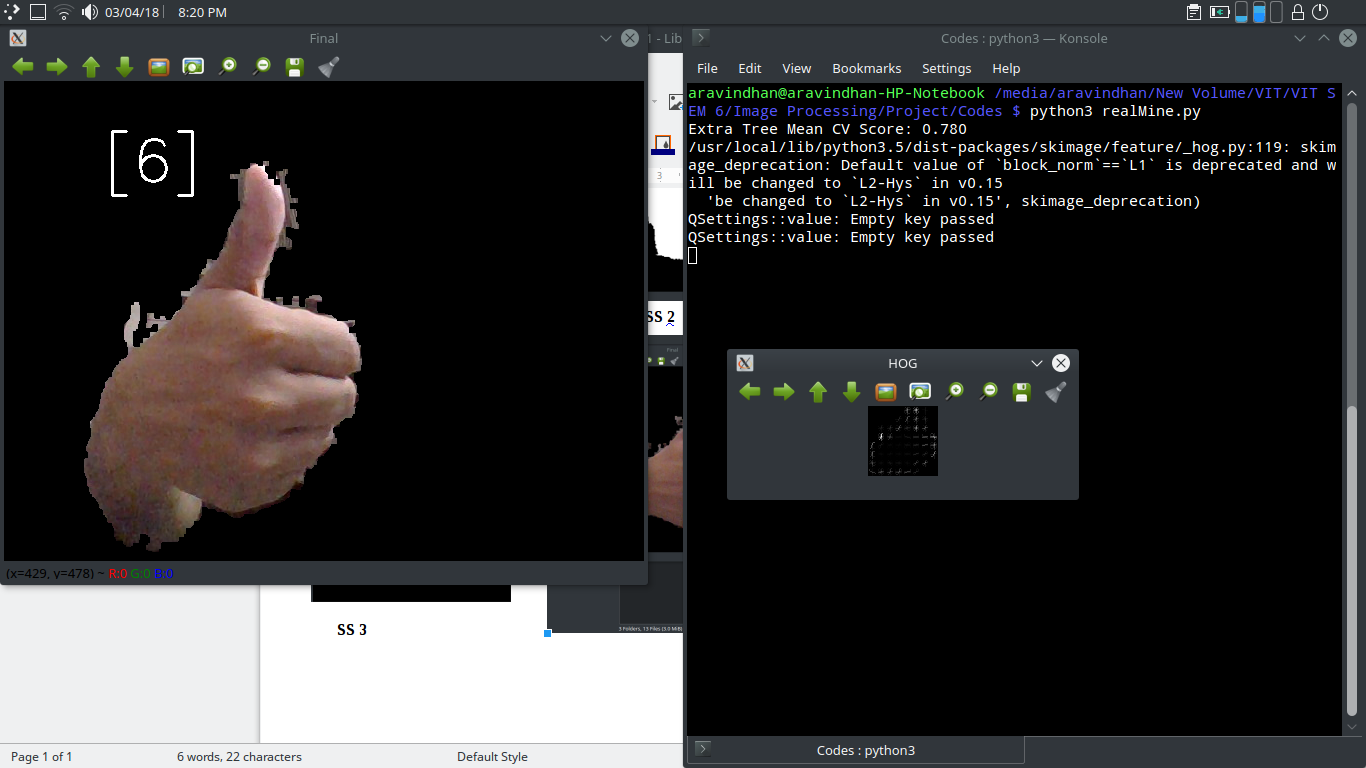 03/04/18 8:20 PM
Final
[6]
(x=429, y=478) ~ R:0 G:0 B:0
1 - Lib
3
SS 2
Final
3 Folders, 13 Files (3.0 MiB)
SS 3
Page 1 of 1 6 words, 22 characters Default Style
Codes : python3 — Konsole
File Edit View Bookmarks Settings Help
aravindhan@aravindhan-HP-Notebook /media/aravindhan/New Volume/VIT/VIT S
EM 6/Image Processing/Project/Codes $ python3 realMine.py
Extra Tree Mean CV Score: 0.780
/usr/local/lib/python3.5/dist-packages/skimage/feature/_hog.py:119: skim
age_deprecation: Default value of `block_norm`==`L1` is deprecated and w
ill be changed to `L2-Hys` in v0.15
'be changed to `L2-Hys` in v0.15', skimage_deprecation)
QSettings::value: Empty key passed
QSettings::value: Empty key passed
HOG
Codes : python3